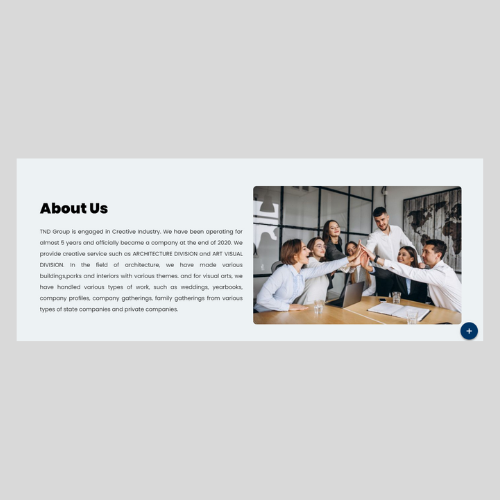 About Us
TND Group is engaged in Creative Industry. We have been operating for
almost 5 years and officially become a company at the end of 2020. We
provide creative service such as ARCHITECTURE DIVISION and ART VISUAL
DIVISION. In the field of architecture, we have made various
buildings,parks and interiors with various themes. and for visual arts, we
have handled various types of work, such as weddings, yearbooks,
company profiles, company gatherings, family gatherings from various
types of state companies and private companies.
+